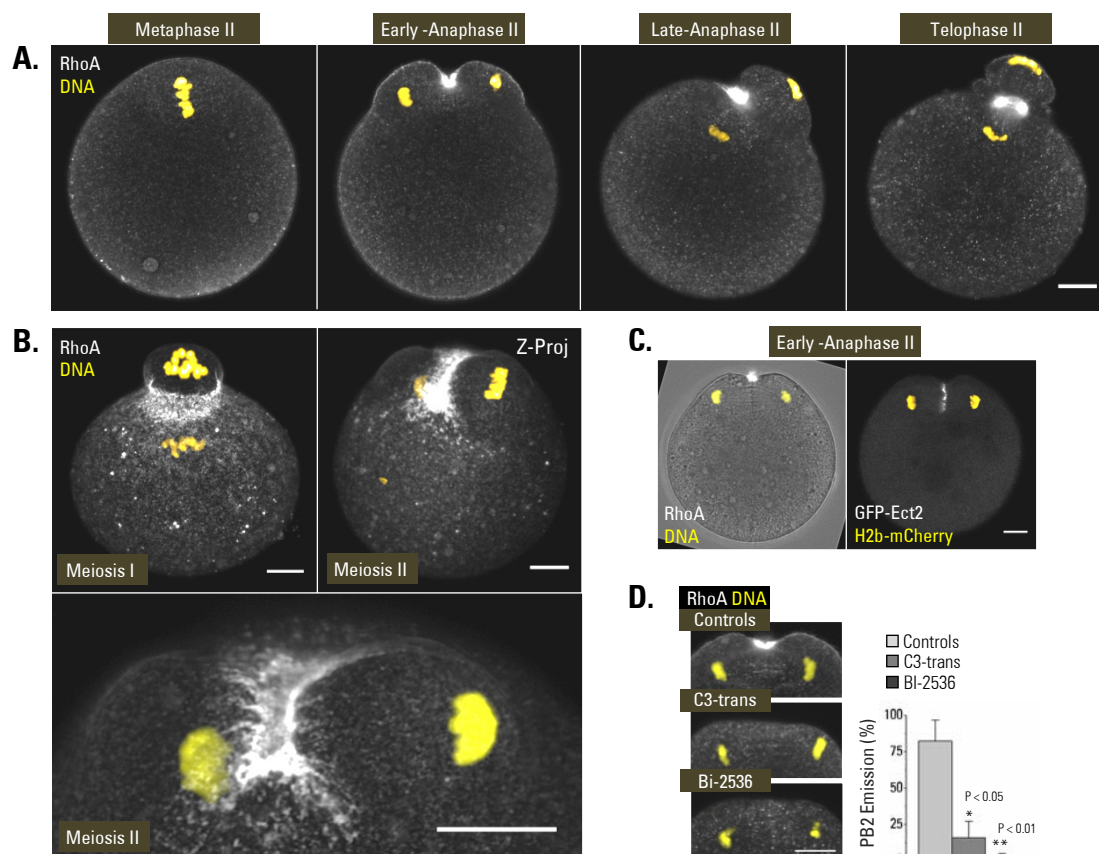 A.
Metaphase II
Early -Anaphase II
Late-Anaphase II
Telophase II
RhoA
DNA
B.
RhoA
DNA
Meiosis I
Z-Proj
Meiosis II
Meiosis II
C.
Early -Anaphase II
RhoA
DNA
GFP-Ect2
H2b-mCherry
D.
RhoA DNA
Controls
C3-trans
Bi-2536
Controls
C3-trans
BI-2536
PB2 Emission (%)
100
75
50
25
P < 0.05
*
P < 0.01
**